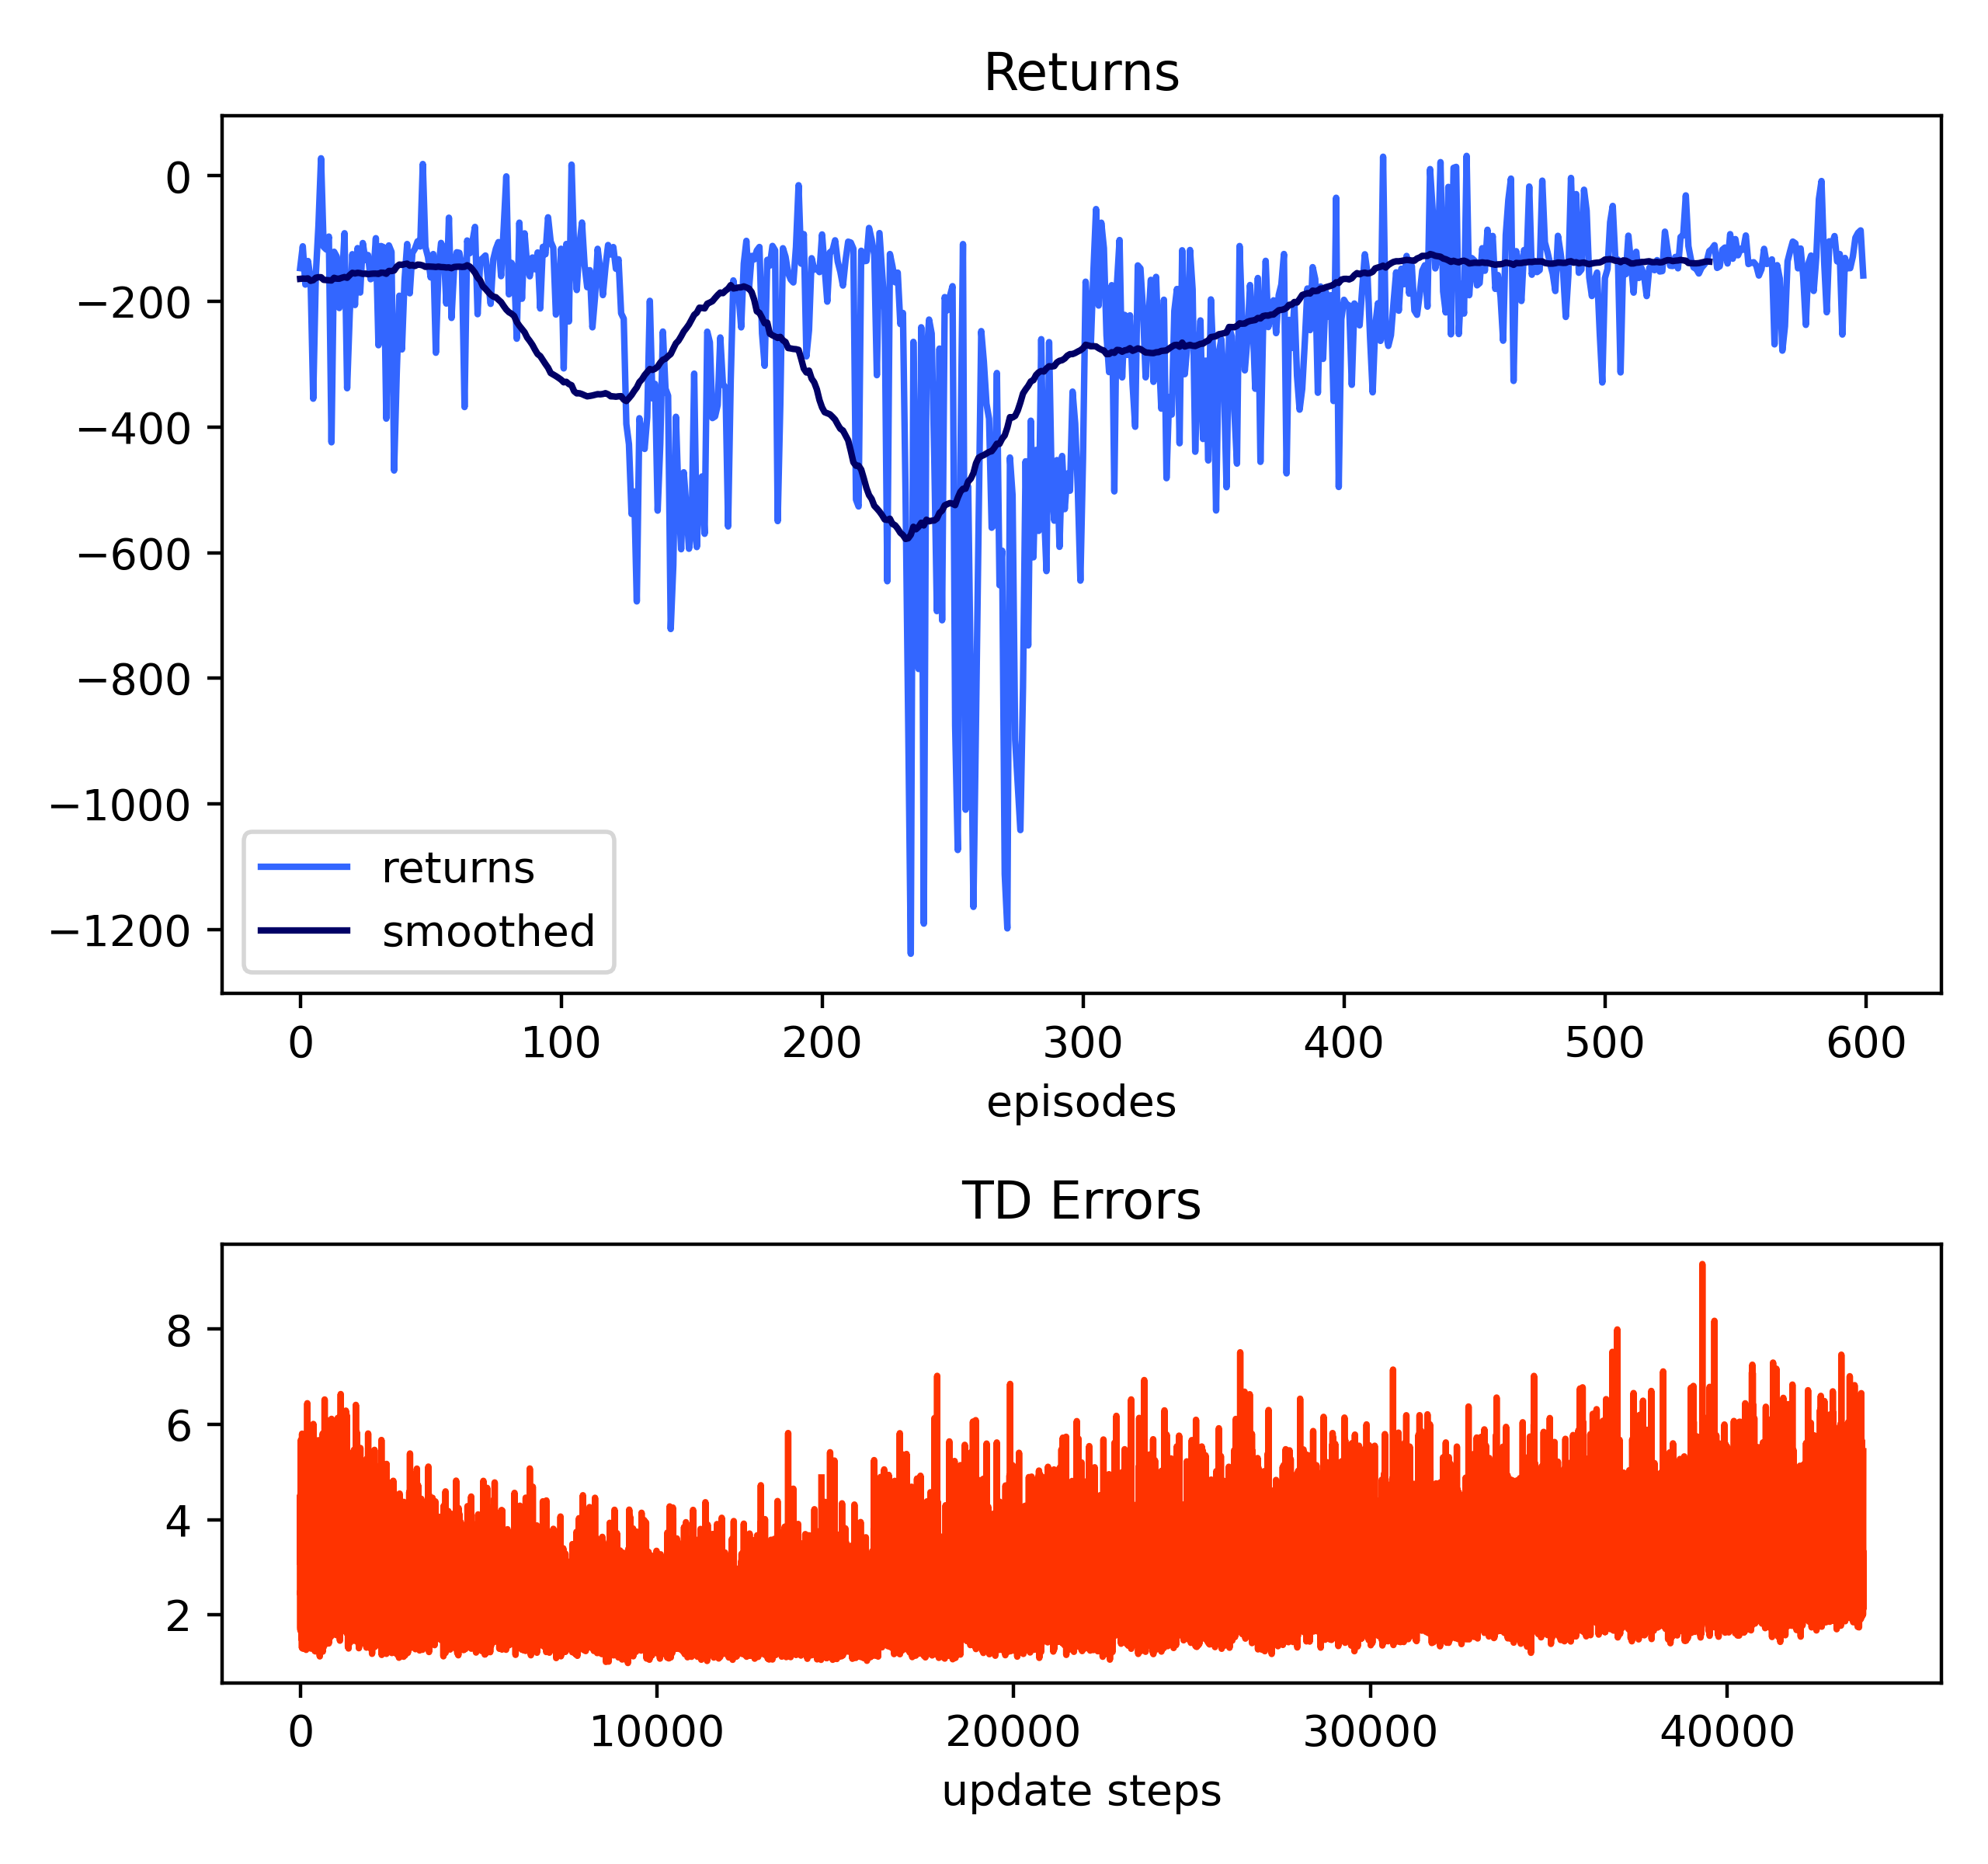 Returns
0
−200
−400
−600
−800
−1000
−1200
returns
smoothed
0 100 200 300 400 500 600
episodes
TD Errors
8
6
4
2
0 10000 20000 30000 40000
update steps